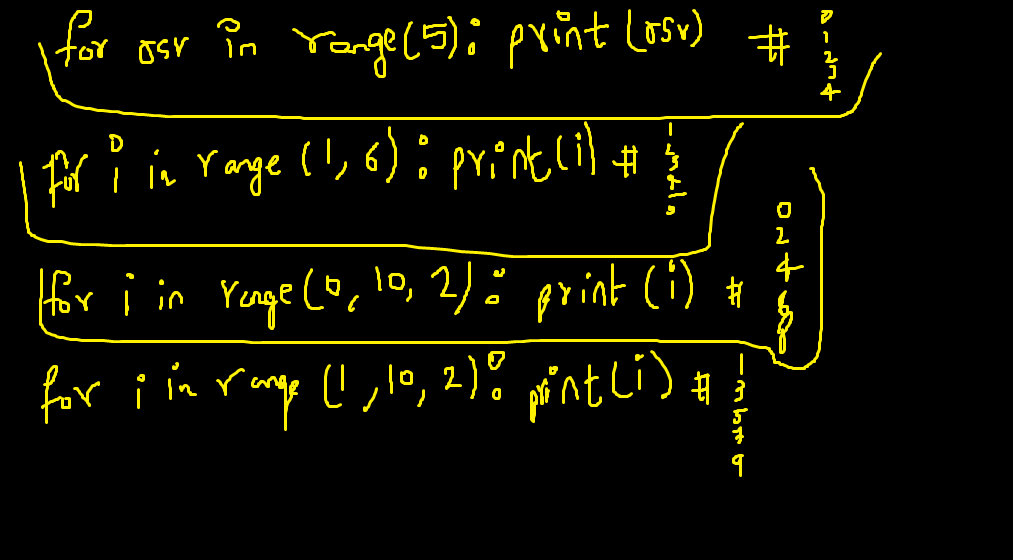 for osv in range(5): print(osv) # 0 1 2 3 4
for i in range (1, 6): print(i) # 1 2 3 4 5
for i in range(0, 10, 2): print (i) # 0 2 4 6 8
for i in range (1, 10, 2): print(i) # 1 3 5 7 9